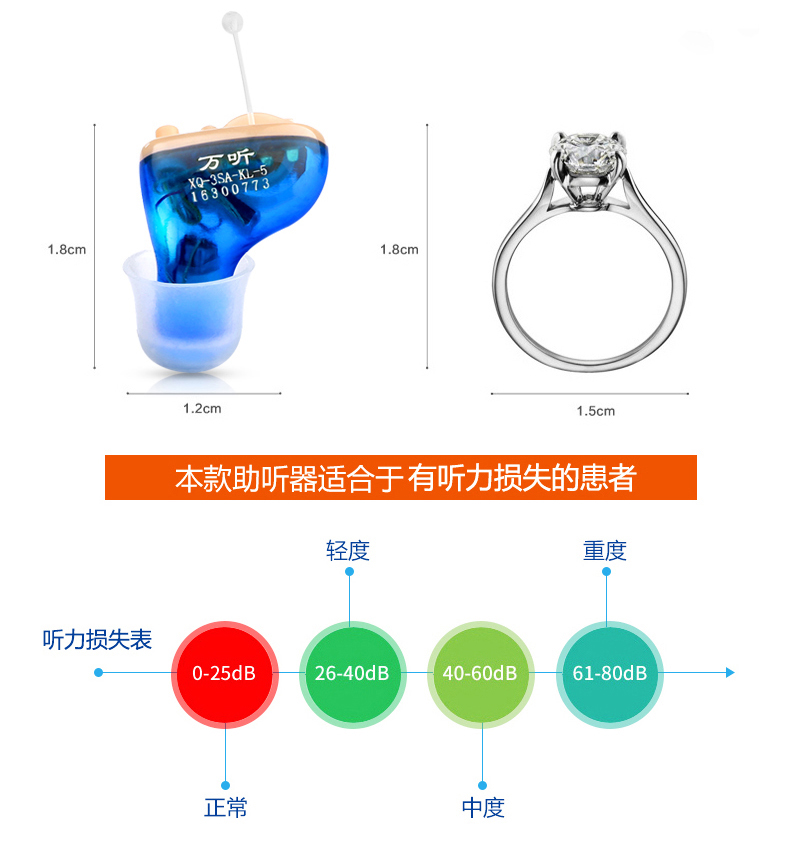 万听
XQ-3SA-KL-5
16300773
1.8cm
1.8cm
1.2cm
1.5cm
本款助听器适合于有听力损失的患者
轻度
重度
听力损失表
0-25dB
26-40dB
40-60dB
61-80dB
正常
中度